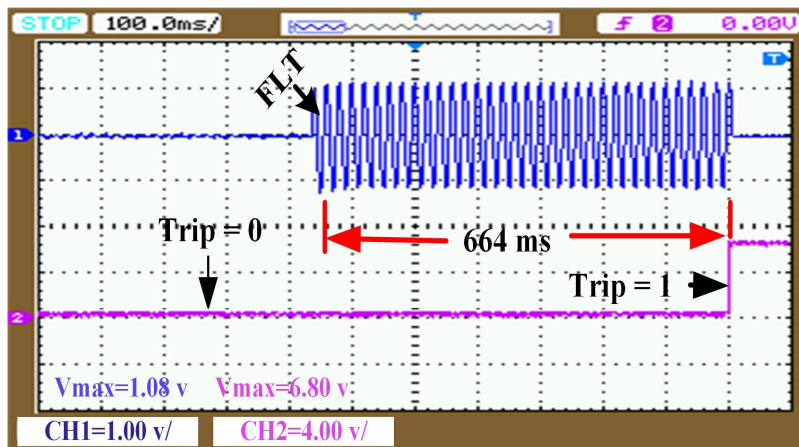 STOP 100.0ms/ T 2 0.00V
T
FLT
1
Trip = 0
664 ms
Trip = 1
2
Vmax=1.08 v Vmax=6.80 v
CH1=1.00 v/ CH2=4.00 v/